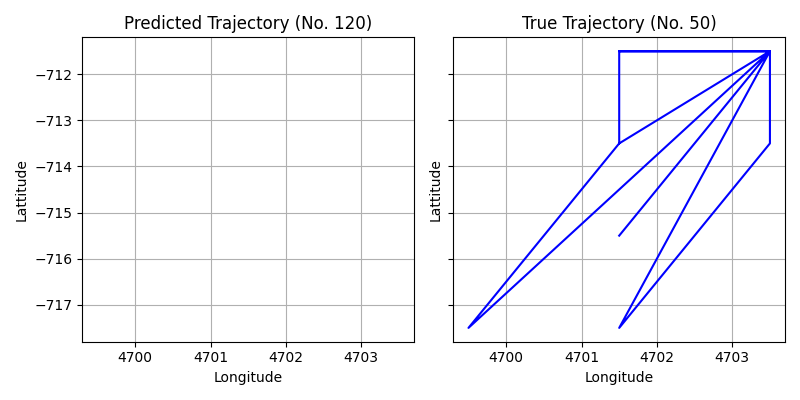 Predicted Trajectory (No. 120)
True Trajectory (No. 50)
−712
−713
−714
−715
−716
−717
Lattitude
Lattitude
4700 4701 4702 4703
4700 4701 4702 4703
Longitude
Longitude